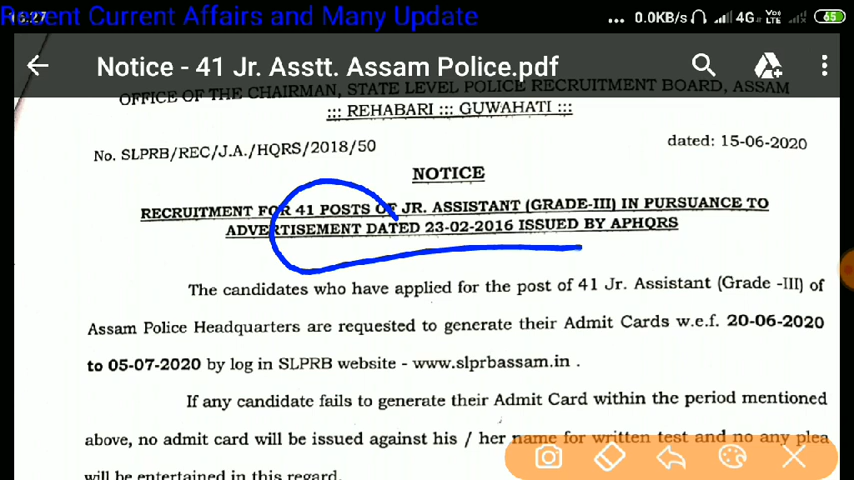 Recent Current Affairs and Many Update
0.0KB/s 4G Vo) LTE 65
Notice - 41 Jr. Asstt. Assam Police.pdf
OFFICE OF THE CHAIRMAN, STATE LEVEL POLICE RECRUITMENT BOARD, ASSAM
::: REHABARI ::: GUWAHATI :::
No. SLPRB/REC/J.A./HQRS/2018/50 dated: 15-06-2020
NOTICE
RECRUITMENT FOR 41 POSTS OF JR. ASSISTANT (GRADE-III) IN PURSUANCE TO
ADVERTISEMENT DATED 23-02-2016 ISSUED BY APHQRS
The candidates who have applied for the post of 41 Jr. Assistant (Grade -III) of
Assam Police Headquarters are requested to generate their Admit Cards w.e.f. 20-06-2020
to 05-07-2020 by log in SLPRB website - www.slprbassam.in .
If any candidate fails to generate their Admit Card within the period mentioned
above, no admit card will be issued against his / her name for written test and no any plea
will be entertained in this regard.